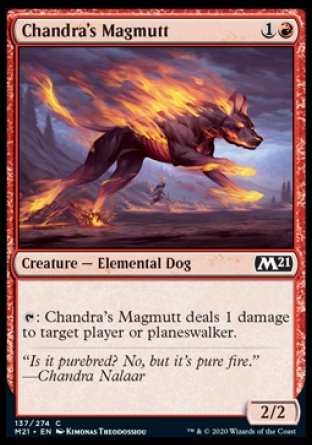 Chandra's Magmutt 1
Creature — Elemental Dog M21
: Chandra's Magmutt deals 1 damage
to target player or planeswalker.
“Is it purebred? No, but it's pure fire.”
—Chandra Nalaar
2/2
137/274 C
M21 • EN Kimonas Theodossiou ™ & © 2020 Wizards of the Coast